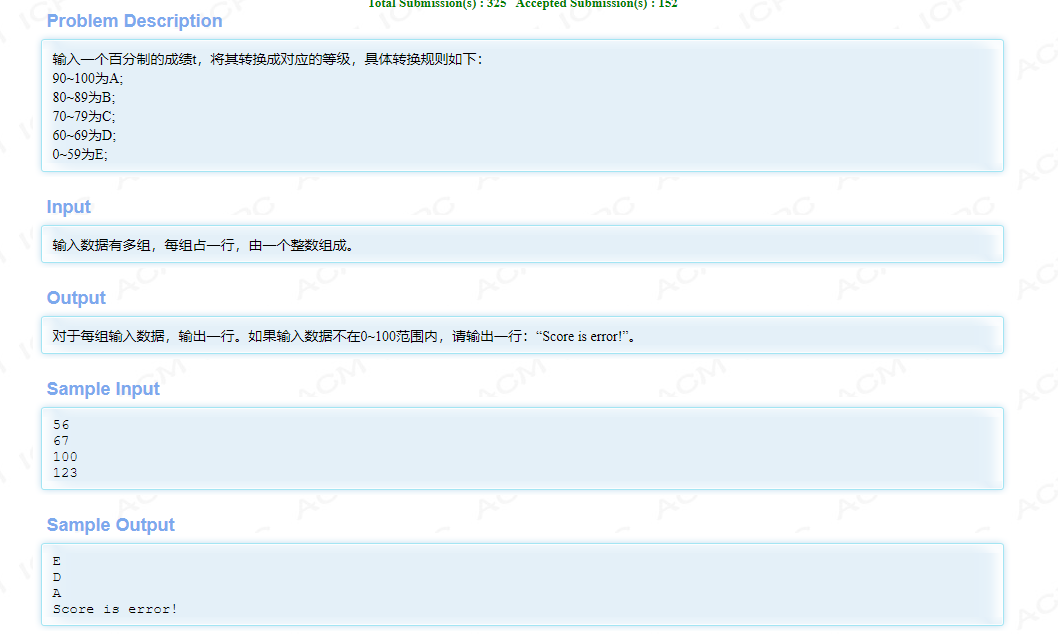 Total Submission(s) : 325   Accepted Submission(s) : 152
Problem Description
输入一个百分制的成绩t，将其转换成对应的等级，具体转换规则如下：
90~100为A;
80~89为B;
70~79为C;
60~69为D;
0~59为E;
Input
输入数据有多组，每组占一行，由一个整数组成。
Output
对于每组输入数据，输出一行。如果输入数据不在0~100范围内，请输出一行：“Score is error!”。
Sample Input
56
67
100
123
Sample Output
E
D
A
Score is error!